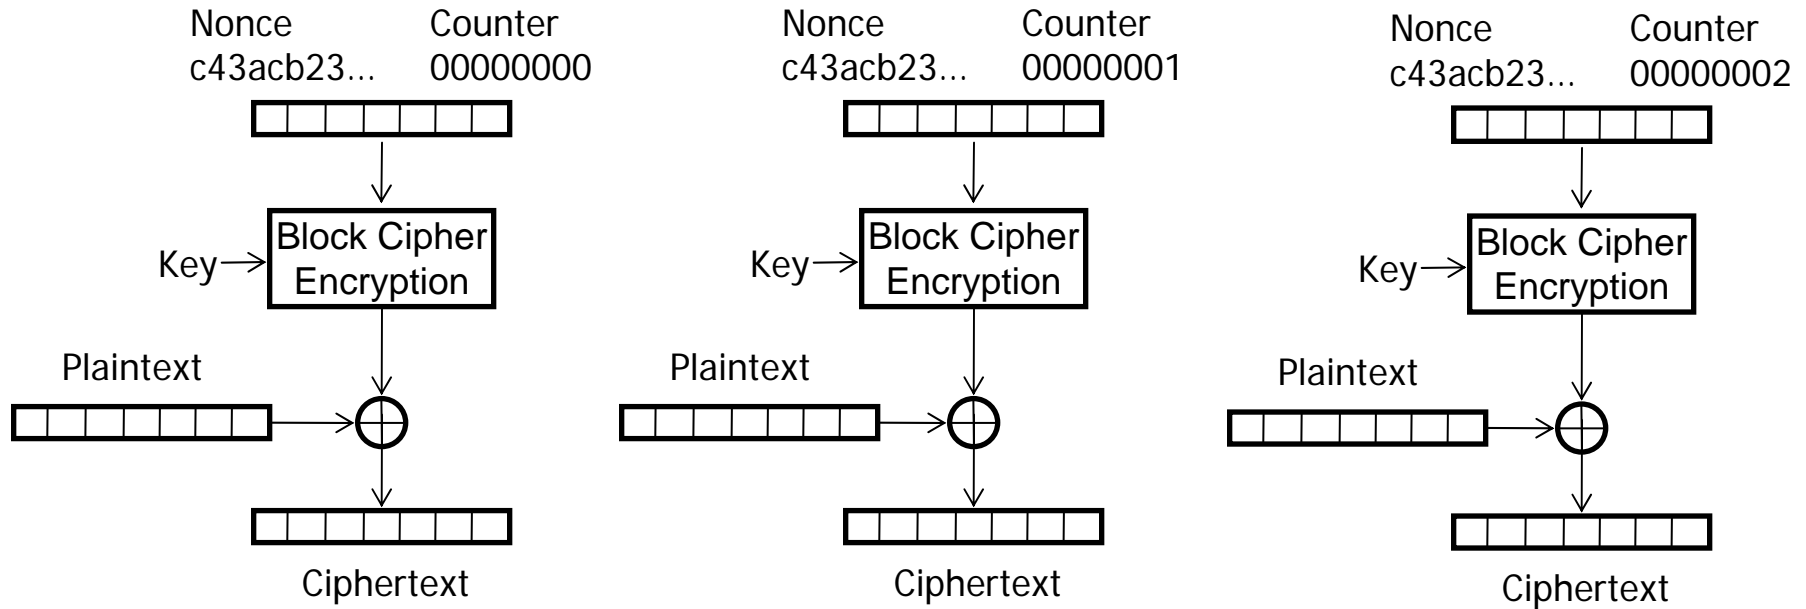 Nonce Counter
c43acb23... 00000000
Block Cipher
Encryption
Key
Plaintext
Ciphertext
Nonce Counter
c43acb23... 00000001
Block Cipher
Encryption
Key
Plaintext
Ciphertext
Nonce Counter
c43acb23... 00000002
Block Cipher
Encryption
Key
Plaintext
Ciphertext